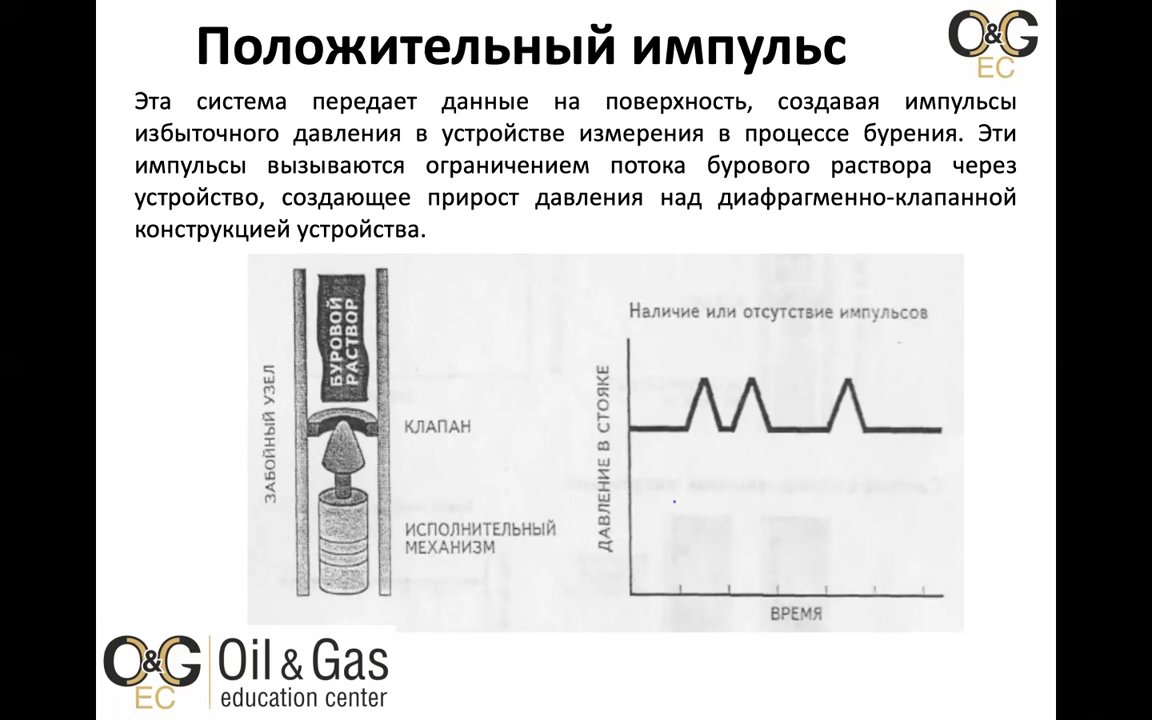 Положительный импульс
O&G
EC
Эта система передает данные на поверхность, создавая импульсы
избыточного давления в устройстве измерения в процессе бурения. Эти
импульсы вызываются ограничением потока бурового раствора через
устройство, создающее прирост давления над диафрагменно-клапанной
конструкцией устройства.
ЗАБОЙНЫЙ УЗЕЛ
БУРОВОЙ
РАСТВОР
КЛАПАН
ИСПОЛНИТЕЛЬНЫЙ
МЕХАНИЗМ
Наличие или отсутствие импульсов
ДАВЛЕНИЕ В СТОЯКЕ
ВРЕМЯ
O&G
EC
Oil & Gas
education center